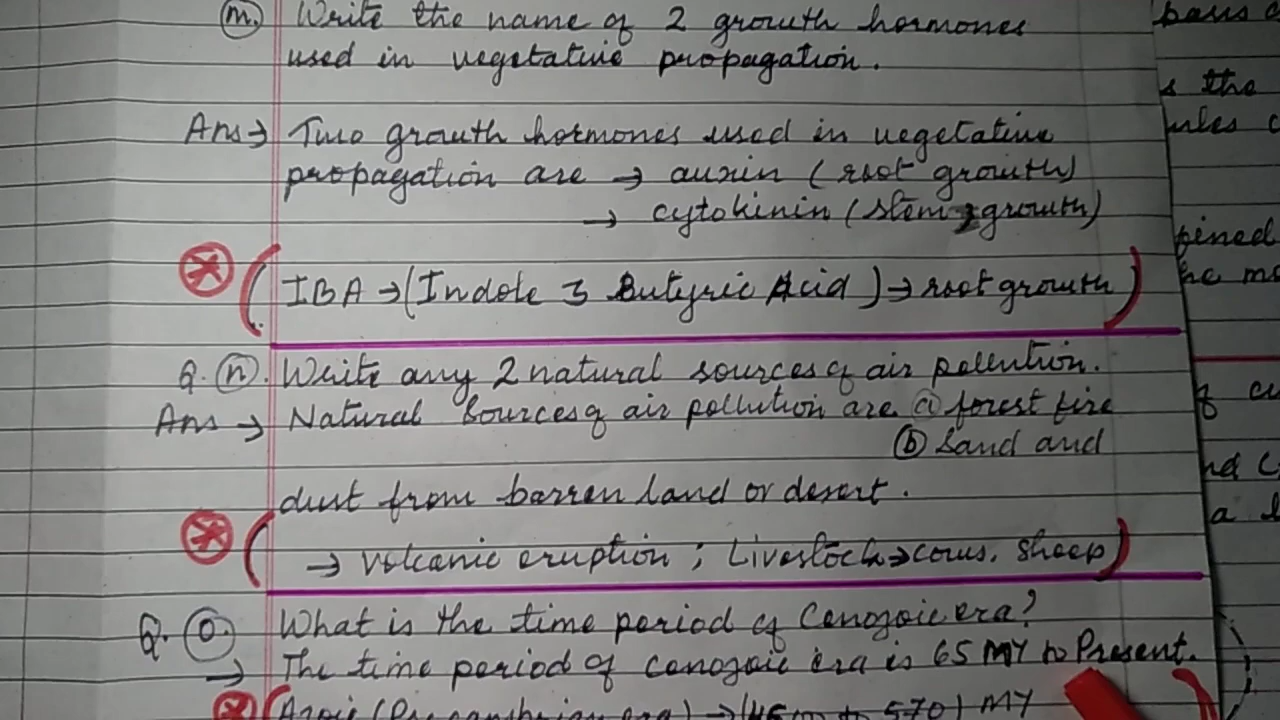 (m.) Write the name of 2 growth hormones
used in vegetative propagation.
Ans → Two growth hormones used in vegetative
propagation are → auxin (root growth)
→ cytokinin (stem growth)
(IBA → (Indole 3 Butyric Acid) → root growth)
Q. (n). Write any 2 natural sources of air pollution.
Ans → Natural sources of air pollution are (a) forest fire
(b) Sand and
dust from barren land or desert.
(→ volcanic eruption ; Livestock → cows, sheep)
Q. (o.) What is the time period of Cenozoic era?
→ The time period of cenozoic era is 65 MY to Present.
the